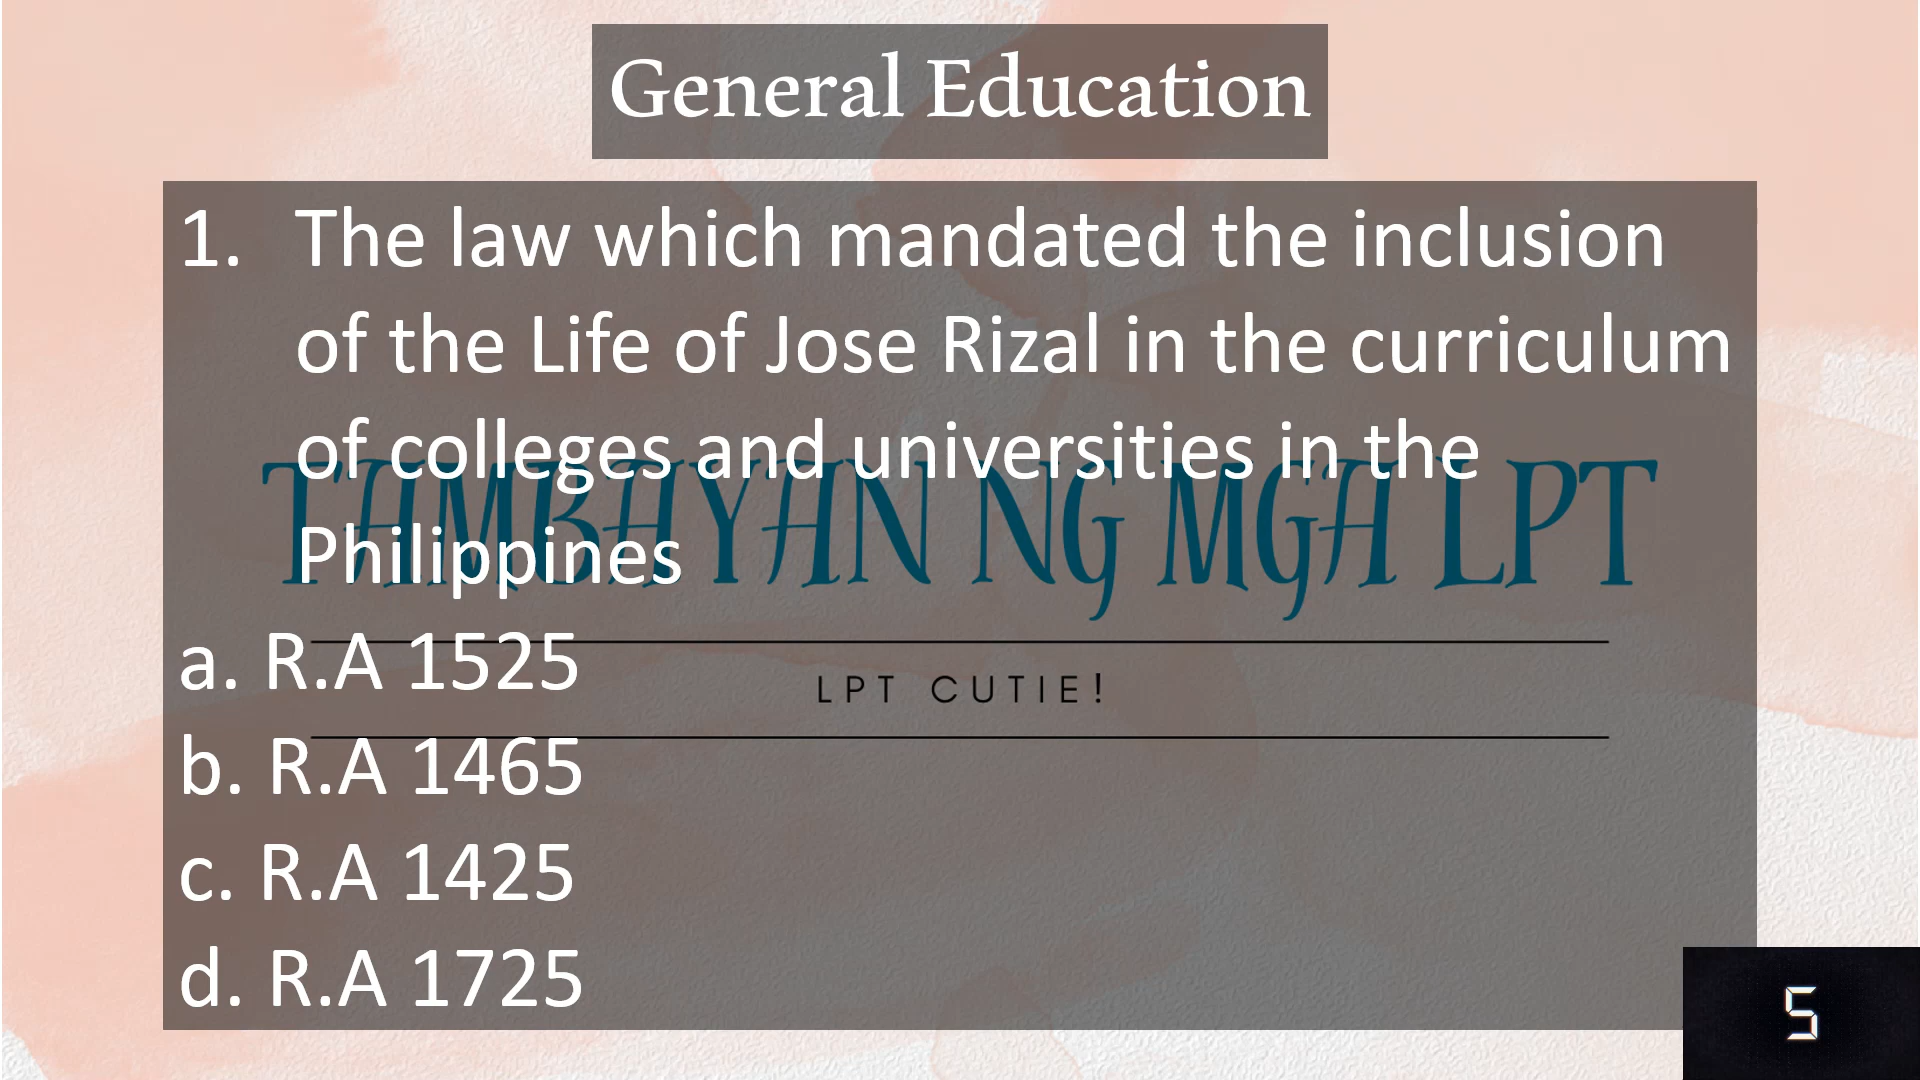 General Education
1. The law which mandated the inclusion
of the Life of Jose Rizal in the curriculum
of colleges and universities in the
Philippines
TAMBAYAN NG MGA LPT
a. R.A 1525
LPT CUTIE!
b. R.A 1465
c. R.A 1425
d. R.A 1725
5